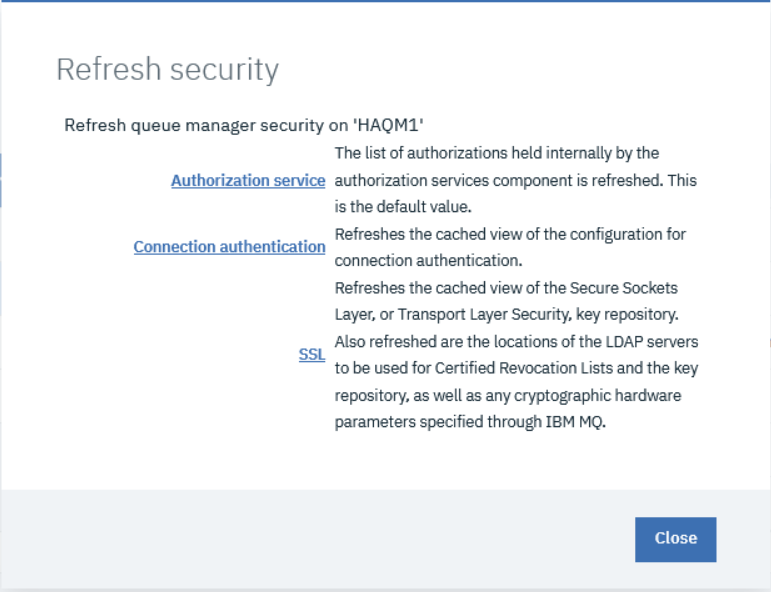 Refresh security
Refresh queue manager security on 'HAQM1'
Authorization service
The list of authorizations held internally by the
authorization services component is refreshed. This
is the default value.
Connection authentication
Refreshes the cached view of the configuration for
connection authentication.
SSL
Refreshes the cached view of the Secure Sockets
Layer, or Transport Layer Security, key repository.
Also refreshed are the locations of the LDAP servers
to be used for Certified Revocation Lists and the key
repository, as well as any cryptographic hardware
parameters specified through IBM MQ.
Close